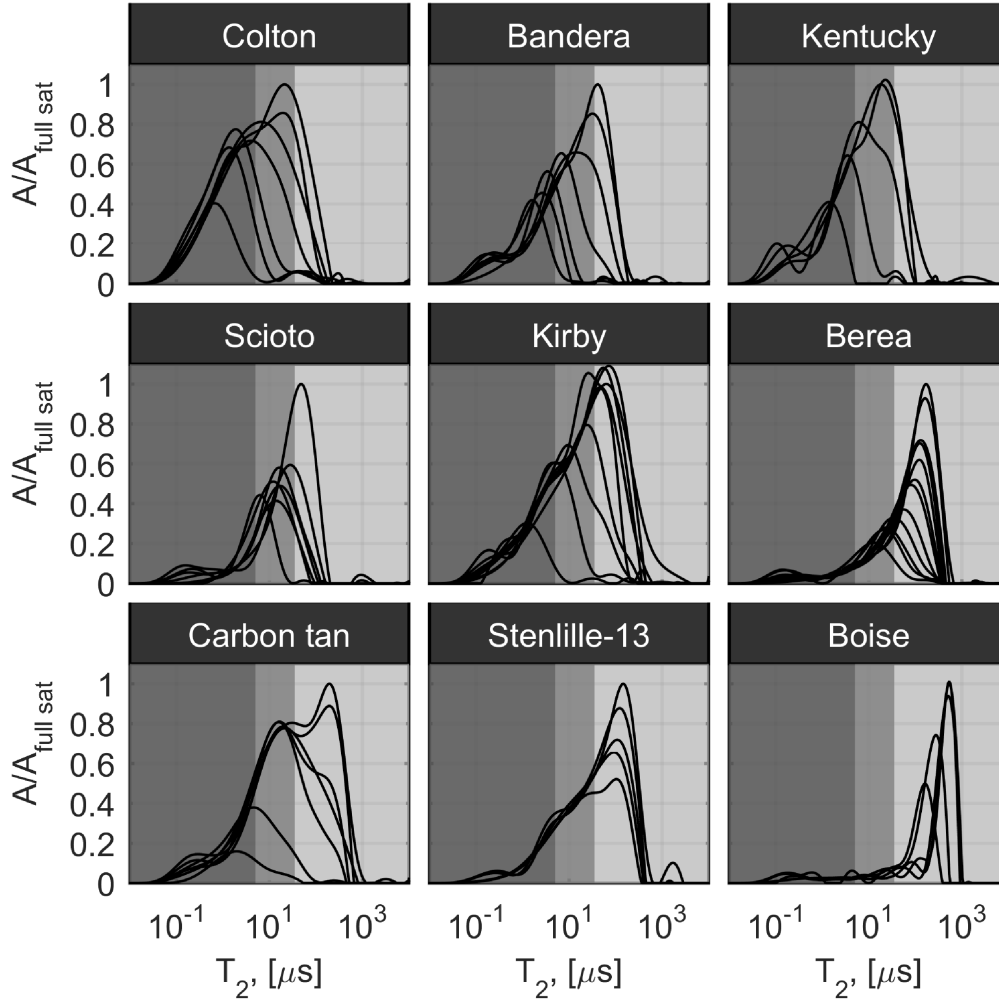 Colton Bandera Kentucky
A/A_full sat
1
0.8
0.6
0.4
0.2
0
Scioto Kirby Berea
A/A_full sat
1
0.8
0.6
0.4
0.2
0
Carbon tan Stenlille-13 Boise
A/A_full sat
1
0.8
0.6
0.4
0.2
0
10^-1 10^1 10^3 10^-1 10^1 10^3 10^-1 10^1 10^3
T_2, [μs] T_2, [μs] T_2, [μs]